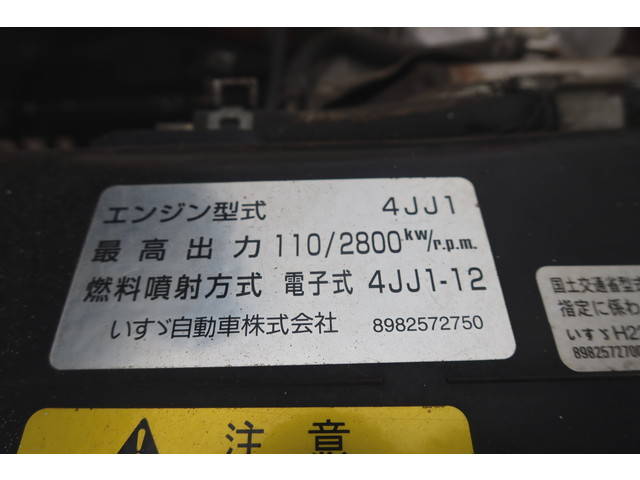 エンジン型式 4JJ1
最高出力 110/2800kw/r.p.m.
燃料噴射方式 電子式 4JJ1-12
いすゞ自動車株式会社 8982572750
国土交通省型式
指定に係わ
いすゞH2
898257270
注意